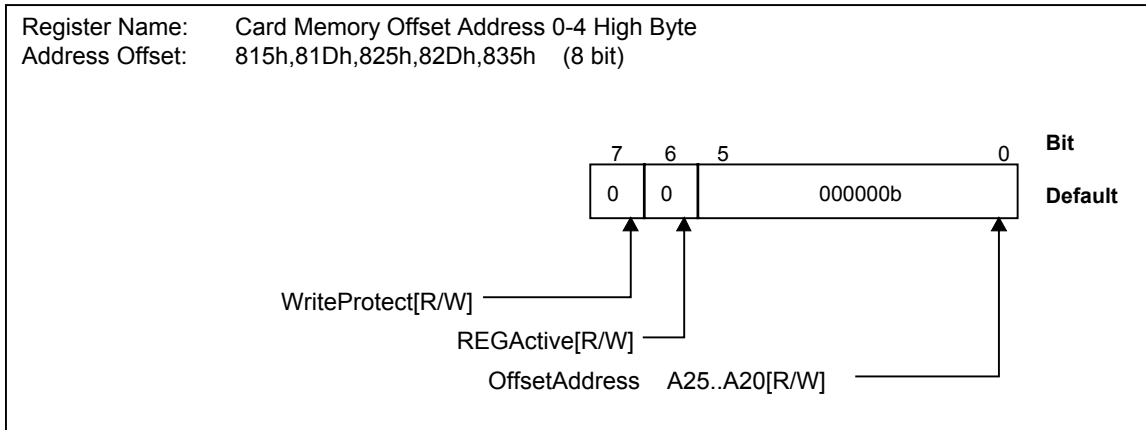 Register Name: Card Memory Offset Address 0-4 High Byte
Address Offset: 815h,81Dh,825h,82Dh,835h (8 bit)
7 6 5 0 Bit
0 0 000000b Default
WriteProtect[R/W]
REGActive[R/W]
OffsetAddress A25..A20[R/W]